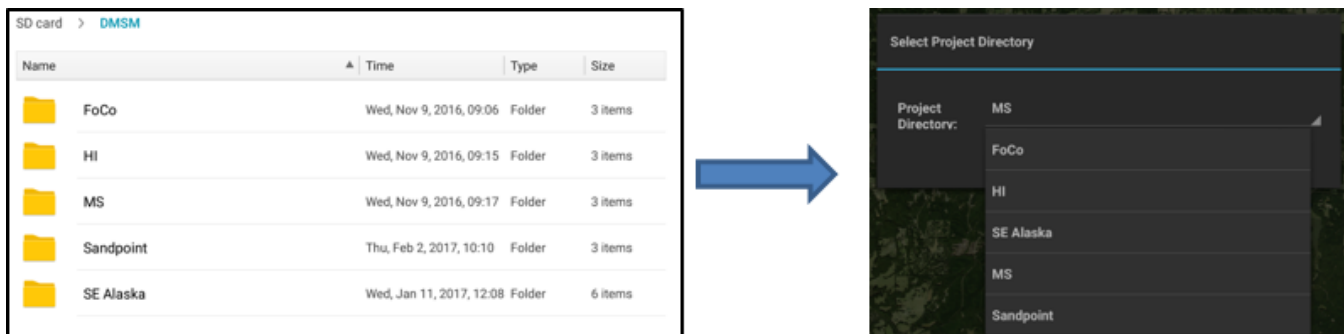 SD card > DMSM
Name ▲ Time Type Size
FoCo Wed, Nov 9, 2016, 09:06 Folder 3 items
HI Wed, Nov 9, 2016, 09:15 Folder 3 items
MS Wed, Nov 9, 2016, 09:17 Folder 3 items
Sandpoint Thu, Feb 2, 2017, 10:10 Folder 3 items
SE Alaska Wed, Jan 11, 2017, 12:08 Folder 6 items
Select Project Directory
Project MS
Directory:
FoCo
HI
SE Alaska
MS
Sandpoint